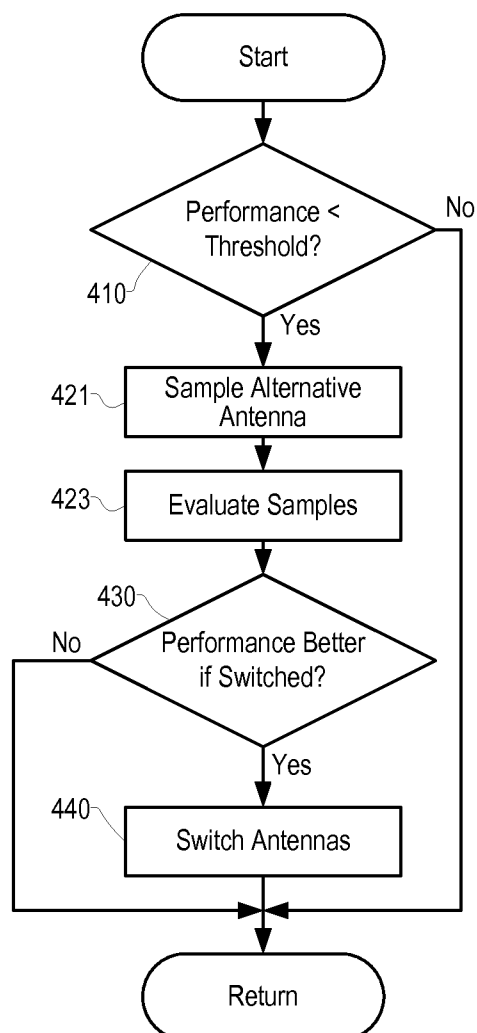 Start
Performance <
Threshold?
No
410
Yes
421
Sample Alternative
Antenna
423
Evaluate Samples
430
No
Performance Better
if Switched?
Yes
440
Switch Antennas
Return